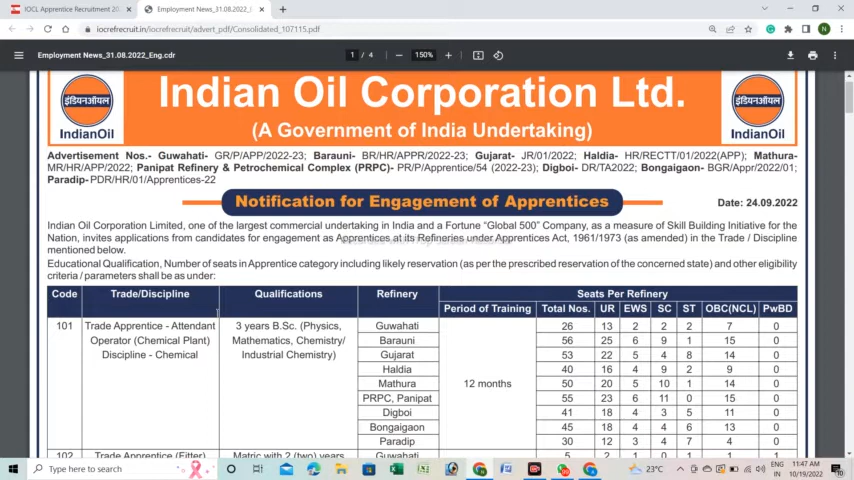 IOCL Apprentice Recruitment 20
Employment News_31.08.2022_
iocrefrecruit.in/iocrefrecruit/advert_pdf/Consolidated_107115.pdf
N
Employment News_31.08.2022_Eng.cdr
1 / 4
150%
इंडियनऑयल
IndianOil
Indian Oil Corporation Ltd.
(A Government of India Undertaking)
इंडियनऑयल
IndianOil
Advertisement Nos.- Guwahati- GR/P/APP/2022-23, Barauni- BR/HR/APPR/2022-23, Gujarat- JR/01/2022, Haldia- HR/RECTT/01/2022(APP), Mathura-
MR/HR/APP/2022, Panipat Refinery & Petrochemical Complex (PRPC)- PR/P/Apprentice/54 (2022-23), Digboi- DR/TA2022, Bongaigaon- BGR/Appr/2022/01;
Paradip- PDR/HR/01/Apprentices-22
Notification for Engagement of Apprentices
Date: 24.09.2022
Indian Oil Corporation Limited, one of the largest commercial undertaking in India and a Fortune “Global 500” Company, as a measure of Skill Building Initiative for the
Nation, invites applications from candidates for engagement as Apprentices at its Refineries under Apprentices Act, 1961/1973 (as amended) in the Trade / Discipline
mentioned below.
Educational Qualification, Number of seats in Apprentice category including likely reservation (as per the prescribed reservation of the concerned state) and other eligibility
criteria / parameters shall be as under:
Code Trade/Discipline Qualifications Refinery Seats Per Refinery
Period of Training Total Nos. UR EWS SC ST OBC(NCL) PwBD
101 Trade Apprentice - Attendant 3 years B.Sc. (Physics, Guwahati 26 13 2 2 2 7 0
Operator (Chemical Plant) Mathematics, Chemistry/ Barauni 56 25 6 9 1 15 0
Discipline - Chemical Industrial Chemistry) Gujarat 53 22 5 4 8 14 0
Haldia 40 16 4 9 2 9 0
Mathura 12 months 50 20 5 10 1 14 0
PRPC, Panipat 55 23 6 11 0 15 0
Digboi 41 18 4 3 5 11 0
Bongaigaon 45 18 4 4 6 13 0
Paradip 30 12 3 4 7 4 0
102 Trade Apprentice (Fitter) Matric with 2 (two) years Guwahati 5 2 1 0 1 1 1
Type here to search
23°C
ENG
IN
11:47 AM
10/19/2022
10